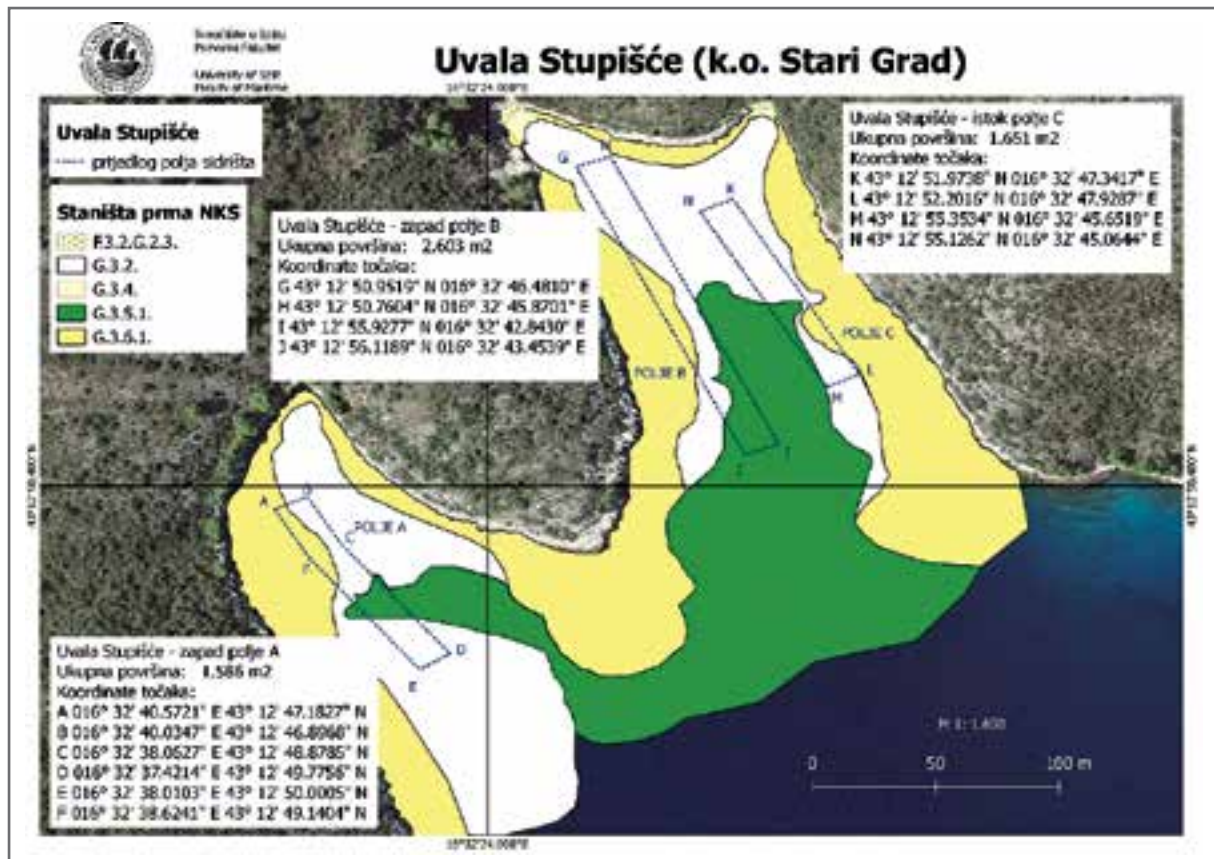 Pomorski Fakultet
University of Split
Faculty of Maritime
Uvala Stupišće (k.o. Stari Grad)
Uvala Stupišće
prijedlog polja sidrišta
Staništa prma NKS
F.3.2.G.2.3.
G.3.2.
G.3.4.
G.3.5.1.
G.3.6.1.
Uvala Stupišće - zapad polje B
Ukupna površina: 2.603 m2
Koordinate točaka:
G 43° 12' 50.9519" N 016° 32' 46.4810" E
H 43° 12' 50.7604" N 016° 32' 45.8701" E
I 43° 12' 55.9277" N 016° 32' 42.8430" E
J 43° 12' 56.1189" N 016° 32' 43.4539" E
Uvala Stupišće - istok polje C
Ukupna površina: 1.651 m2
Koordinate točaka:
K 43° 12' 51.9738" N 016° 32' 47.3417" E
L 43° 12' 52.2016" N 016° 32' 47.9287" E
M 43° 12' 55.3534" N 016° 32' 45.6519" E
N 43° 12' 55.1262" N 016° 32' 45.0644" E
G
N
K
POLJE B
POLJE C
L
M
A
POLJE A
C
F
D
E
Uvala Stupišće - zapad polje A
Ukupna površina: 1.586 m2
Koordinate točaka:
A 016° 32' 40.5721" E 43° 12' 47.1827" N
B 016° 32' 40.0347" E 43° 12' 46.8968" N
C 016° 32' 38.0627" E 43° 12' 48.8785" N
D 016° 32' 37.4214" E 43° 12' 49.7756" N
E 016° 32' 38.0103" E 43° 12' 50.0005" N
F 016° 32' 38.6241" E 43° 12' 49.1404" N
0 50 100 m